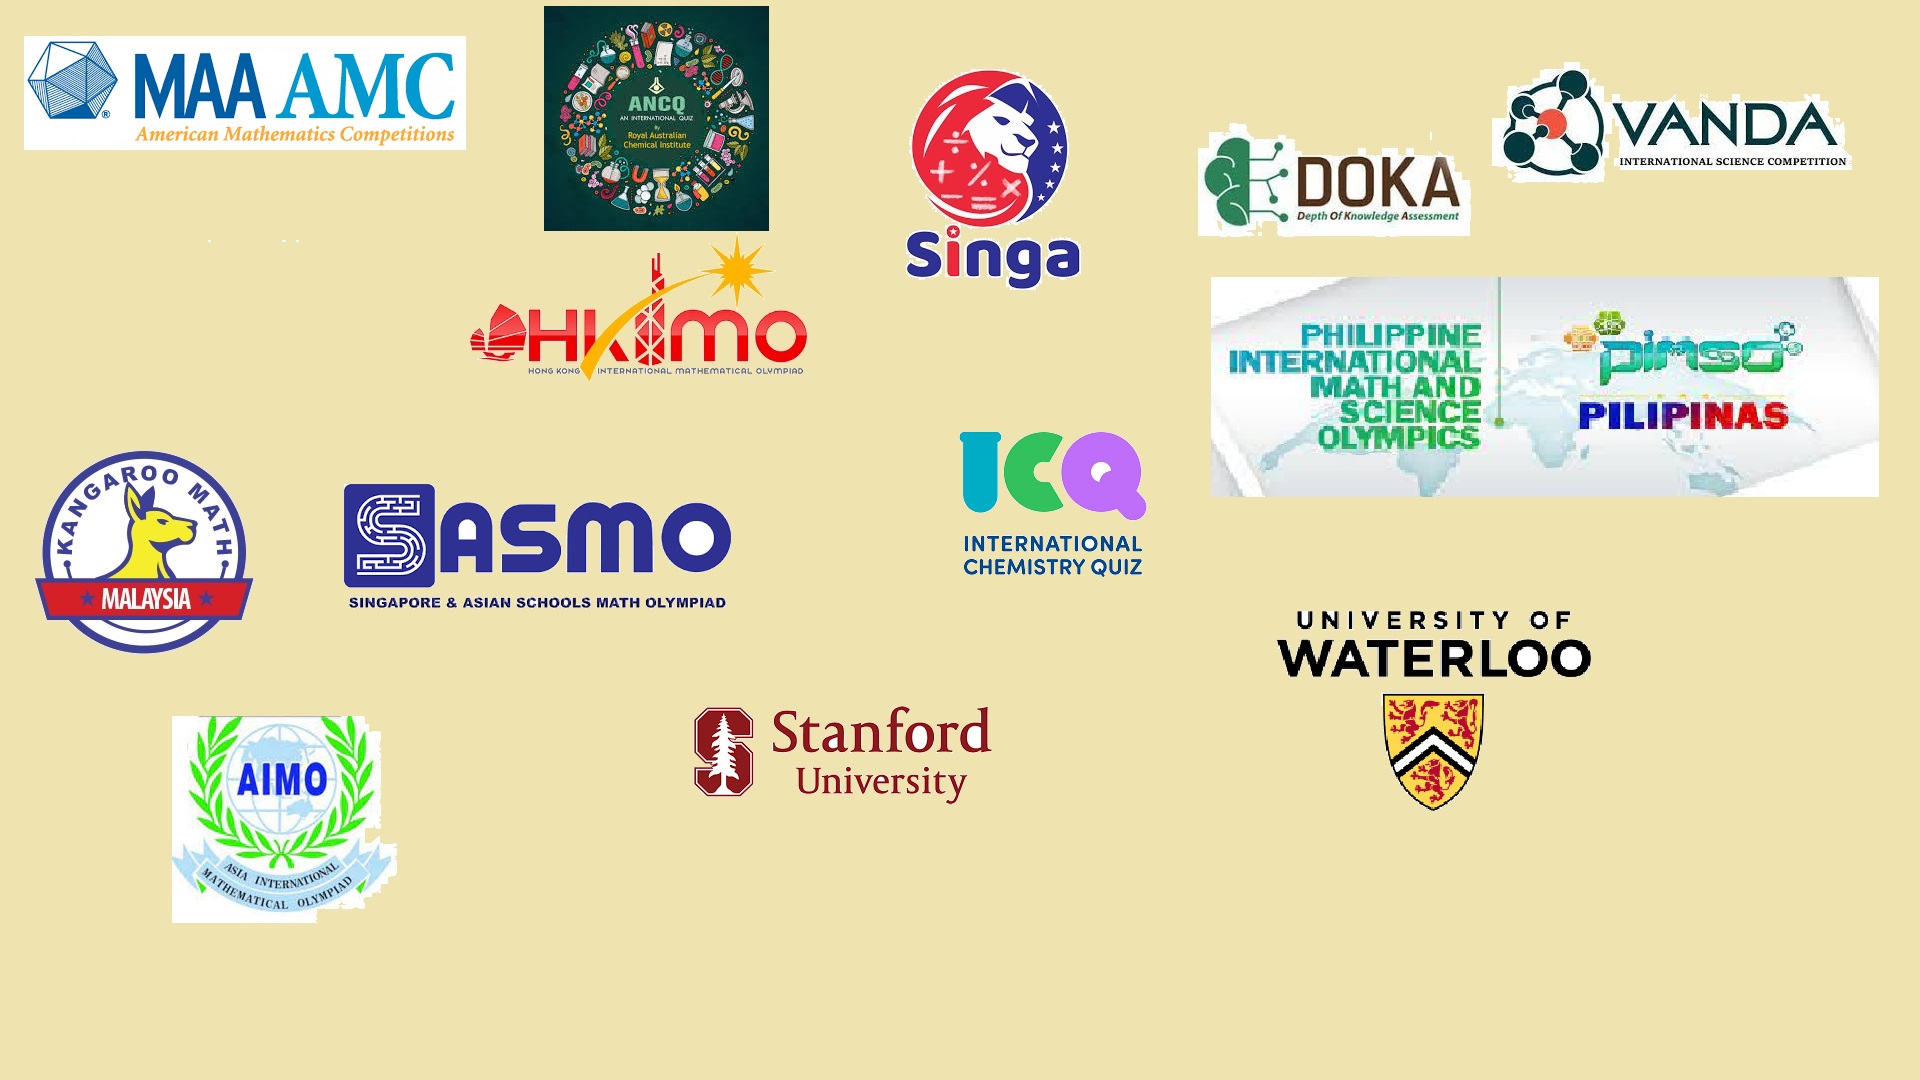 MAA AMC
®
American Mathematics Competitions
ANCQ
AN INTERNATIONAL QUIZ
By
Royal Australian
Chemical Institute
Singa
DOKA
Depth Of Knowledge Assessment
VANDA
INTERNATIONAL SCIENCE COMPETITION
HKIMO
HONG KONG INTERNATIONAL MATHEMATICAL OLYMPIAD
PHILIPPINE
INTERNATIONAL
MATH AND
SCIENCE
OLYMPICS
pimso
PILIPINAS
KANGAROO MATH
MALAYSIA
SASMO
SINGAPORE & ASIAN SCHOOLS MATH OLYMPIAD
ICQ
INTERNATIONAL
CHEMISTRY QUIZ
UNIVERSITY OF
WATERLOO
Stanford
University
AIMO
ASIA INTERNATIONAL
MATHEMATICAL OLYMPIAD